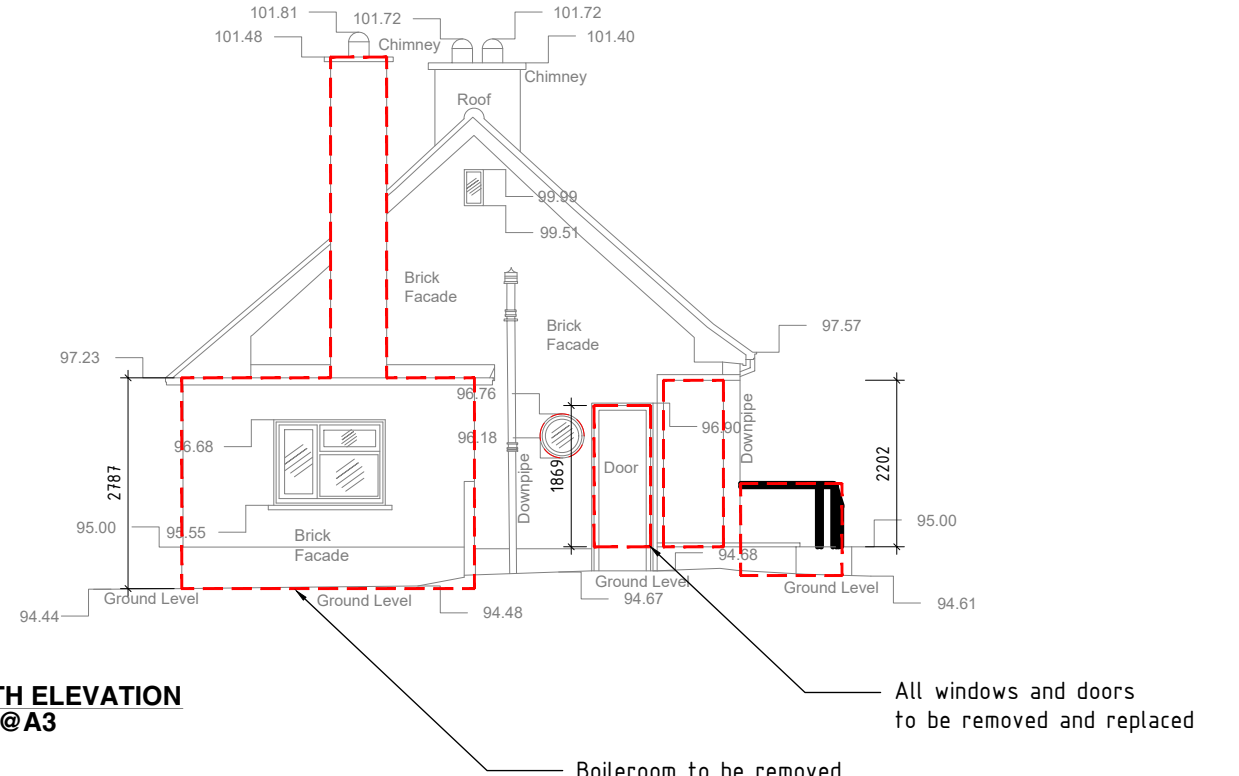 101.81
101.72
101.72
101.48
Chimney
101.40
Chimney
Roof
99.99
99.51
Brick
Facade
Brick
Facade
97.57
97.23
96.76
96.90
96.68
96.18
Downpipe
Downpipe
2787
1869
2202
Door
95.00
95.55
Brick
Facade
95.00
94.68
Ground Level
Ground Level
Ground Level
Ground Level
94.44
94.48
94.67
94.61
TH ELEVATION
@A3
All windows and doors
to be removed and replaced
Boileroom to be removed